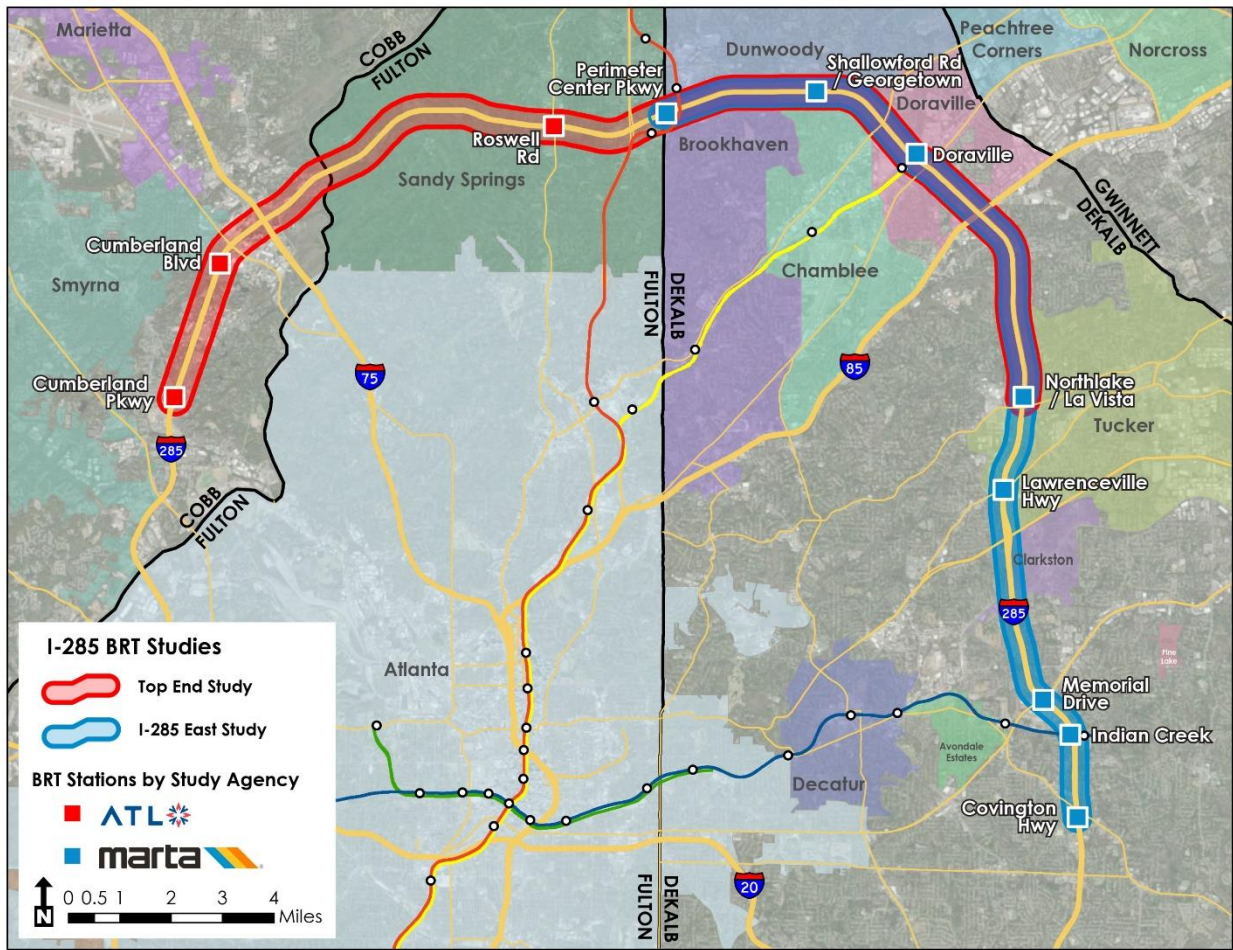 Marietta
COBB
FULTON
Perimeter
Center Pkwy
Dunwoody
Peachtree
Corners
Norcross
Shallowford Rd
/ Georgetown
Doraville
Roswell
Rd
Brookhaven
Doraville
Sandy Springs
GWINNETT
DEKALB
Cumberland
Blvd
Smyrna
FULTON
DEKALB
Chamblee
Cumberland
Pkwy
75
85
Northlake
/ La Vista
Tucker
285
Lawrenceville
Hwy
COBB
FULTON
Clarkston
285
Pine
Lake
Atlanta
Memorial
Drive
Indian Creek
Avondale
Estates
Decatur
Covington
Hwy
FULTON
DEKALB
20
I-285 BRT Studies
Top End Study
I-285 East Study
BRT Stations by Study Agency
ATL
marta
N
0 0.5 1 2 3 4
Miles